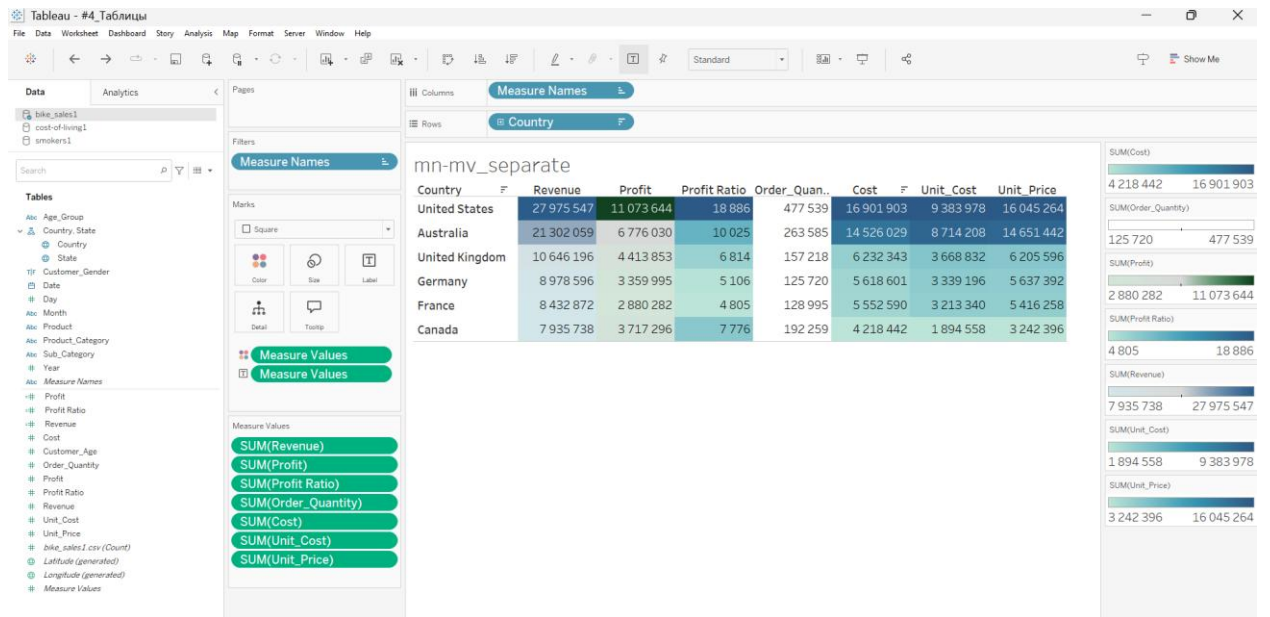 Tableau - #4_Таблицы
File Data Worksheet Dashboard Story Analysis Map Format Server Window Help
Standard
Show Me
Data Analytics
bike_sales1
cost-of-living1
smokers1
Search
Tables
Abc Age_Group
Country, State
Country
State
T|F Customer_Gender
Date
# Day
Abc Month
Abc Product
Abc Product_Category
Abc Sub_Category
# Year
Abc Measure Names
=# Profit
=# Profit Ratio
=# Revenue
# Cost
# Customer_Age
# Order_Quantity
# Profit
# Profit Ratio
# Revenue
# Unit_Cost
# Unit_Price
# bike_sales1.csv (Count)
Latitude (generated)
Longitude (generated)
# Measure Values
Pages
Filters
Measure Names
Marks
Square
Color Size Label
Detail Tooltip
Measure Values
Measure Values
Measure Values
SUM(Revenue)
SUM(Profit)
SUM(Profit Ratio)
SUM(Order_Quantity)
SUM(Cost)
SUM(Unit_Cost)
SUM(Unit_Price)
Columns Measure Names
Rows Country
mn-mv_separate
Country Revenue Profit Profit Ratio Order_Quan.. Cost Unit_Cost Unit_Price
United States 27 975 547 11 073 644 18 886 477 539 16 901 903 9 383 978 16 045 264
Australia 21 302 059 6 776 030 10 025 263 585 14 526 029 8 714 208 14 651 442
United Kingdom 10 646 196 4 413 853 6 814 157 218 6 232 343 3 668 832 6 205 596
Germany 8 978 596 3 359 995 5 106 125 720 5 618 601 3 339 196 5 637 392
France 8 432 872 2 880 282 4 805 128 995 5 552 590 3 213 340 5 416 258
Canada 7 935 738 3 717 296 7 776 192 259 4 218 442 1 894 558 3 242 396
SUM(Cost)
4 218 442 16 901 903
SUM(Order_Quantity)
125 720 477 539
SUM(Profit)
2 880 282 11 073 644
SUM(Profit Ratio)
4 805 18 886
SUM(Revenue)
7 935 738 27 975 547
SUM(Unit_Cost)
1 894 558 9 383 978
SUM(Unit_Price)
3 242 396 16 045 264